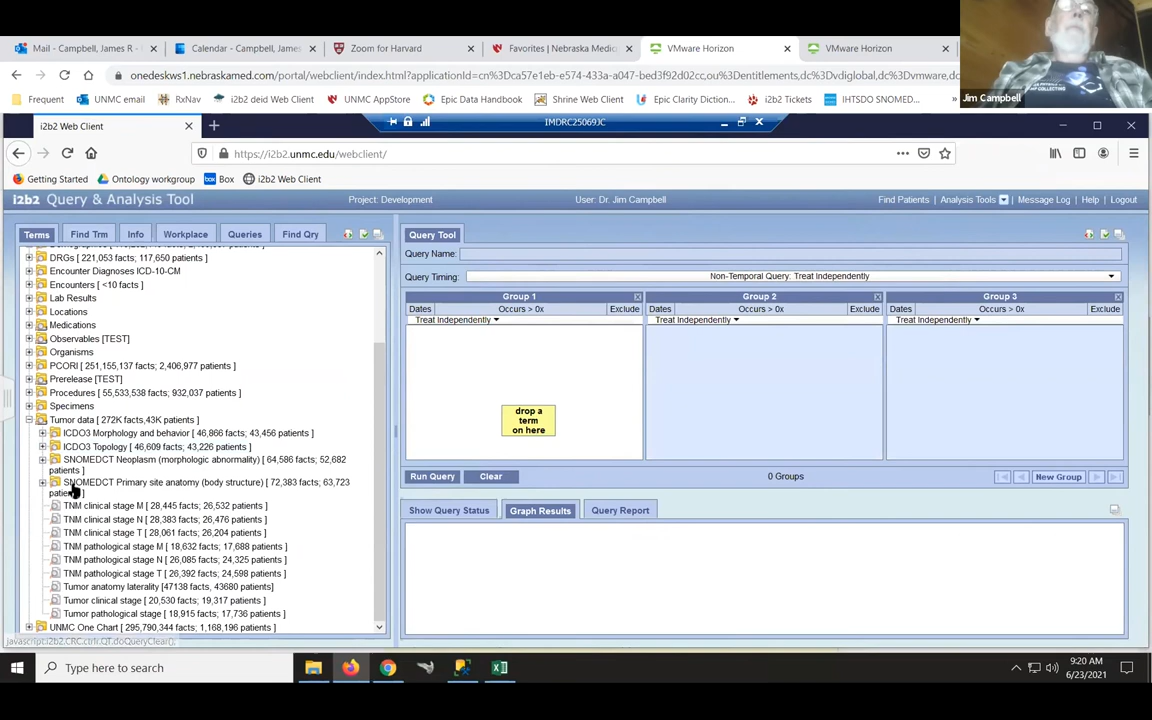 Mail - Campbell, James R -
Calendar - Campbell, James
Zoom for Harvard
Favorites | Nebraska Medic
VMware Horizon
VMware Horizon
onedeskws1.nebraskamed.com/portal/webclient/index.html?applicationId=cn%3Dca57e1eb-e574-433a-a047-bed3f92d02cc,ou%3Dentitlements,dc%3Dvdiglobal,dc%3Dvmware,dc
Jim Campbell
Frequent
UNMC email
RxNav
i2b2 deid Web Client
UNMC AppStore
Epic Data Handbook
Shrine Web Client
Epic Clarity Diction...
i2b2 Tickets
IHTSDO SNOMED...
i2b2 Web Client
IMDRC25069JC
https://i2b2.unmc.edu/webclient/
Getting Started
Ontology workgroup
Box
i2b2 Web Client
i2b2 Query & Analysis Tool
Project: Development
User: Dr. Jim Campbell
Find Patients | Analysis Tools | Message Log | Help | Logout
Terms
Find Trm
Info
Workplace
Queries
Find Qry
DRGs [ 221,053 facts; 117,650 patients ]
Encounter Diagnoses ICD-10-CM
Encounters [ <10 facts ]
Lab Results
Locations
Medications
Observables [TEST]
Organisms
PCORI [ 251,155,137 facts; 2,406,977 patients ]
Prerelease [TEST]
Procedures [ 55,533,538 facts; 932,037 patients ]
Specimens
Tumor data [ 272K facts,43K patients ]
ICDO3 Morphology and behavior [ 46,866 facts; 43,456 patients ]
ICDO3 Topology [ 46,609 facts; 43,226 patients ]
SNOMEDCT Neoplasm (morphologic abnormality) [ 64,586 facts; 52,682
patients ]
SNOMEDCT Primary site anatomy (body structure) [ 72,383 facts; 63,723
TNM clinical stage M [ 28,445 facts; 26,532 patients ]
TNM clinical stage N [ 28,383 facts; 26,476 patients ]
TNM clinical stage T [ 28,061 facts; 26,204 patients ]
TNM pathological stage M [ 18,632 facts; 17,688 patients ]
TNM pathological stage N [ 26,085 facts; 24,325 patients ]
TNM pathological stage T [ 26,392 facts; 24,598 patients ]
Tumor anatomy laterality [47138 facts, 43680 patients]
Tumor clinical stage [ 20,530 facts; 19,317 patients ]
Tumor pathological stage [ 18,915 facts; 17,736 patients ]
UNMC One Chart [ 295,790,344 facts; 1,168,196 patients ]
javascript:i2b2.CRC.ctrlr.QT.doQueryClear();
Query Tool
Query Name:
Query Timing:
Non-Temporal Query: Treat Independently
Group 1
Group 2
Group 3
Dates
Occurs > 0x
Exclude
Dates
Occurs > 0x
Exclude
Dates
Occurs > 0x
Exclude
Treat Independently
Treat Independently
Treat Independently
drop a
term
on here
Run Query
Clear
0 Groups
New Group
Show Query Status
Graph Results
Query Report
Type here to search
9:20 AM
6/23/2021